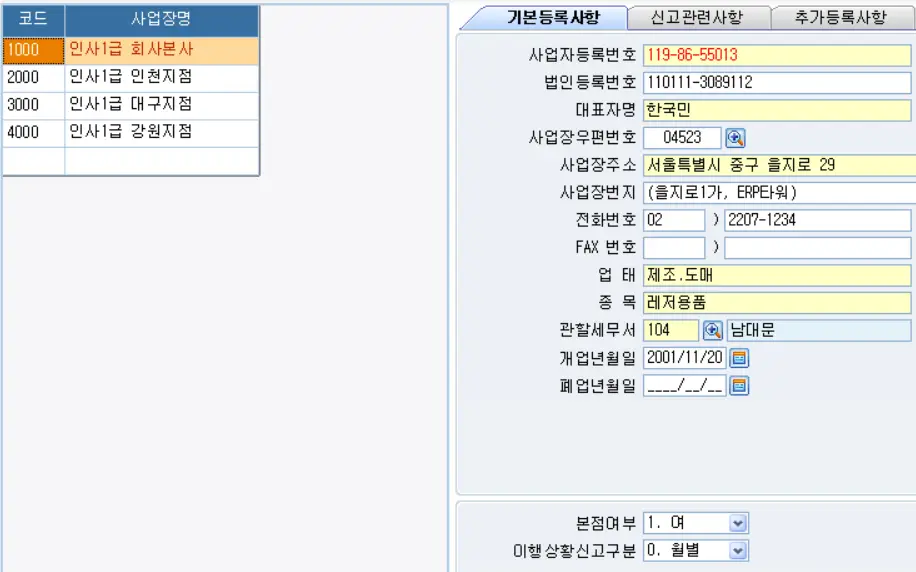 코드 사업장명
1000 인사1급 회사본사
2000 인사1급 인천지점
3000 인사1급 대구지점
4000 인사1급 강원지점
기본등록사항 신고관련사항 추가등록사항
사업자등록번호 119-86-55013
법인등록번호 110111-3089112
대표자명 한국민
사업장우편번호 04523
사업장주소 서울특별시 중구 을지로 29
사업장번지 (을지로1가, ERP타워)
전화번호 02 ) 2207-1234
FAX 번호 )
업 태 제조.도매
종 목 레저용품
관할세무서 104 남대문
개업년월일 2001/11/20
폐업년월일 ____/__/__
본점여부 1. 여
이행상황신고구분 0. 월별